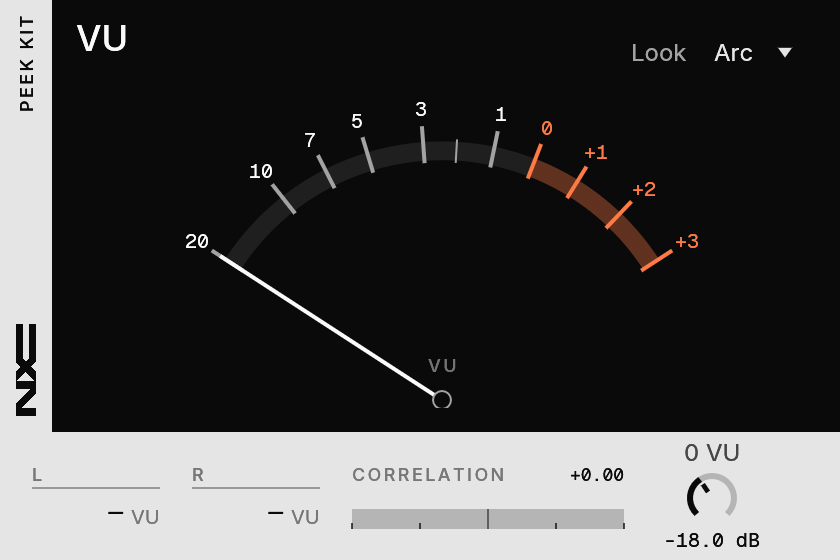 PEEK KIT
VU
Look Arc
20 10 7 5 3 1 0 +1 +2 +3
VU
NXE
L
– VU
R
– VU
CORRELATION +0.00
0 VU
-18.0 dB